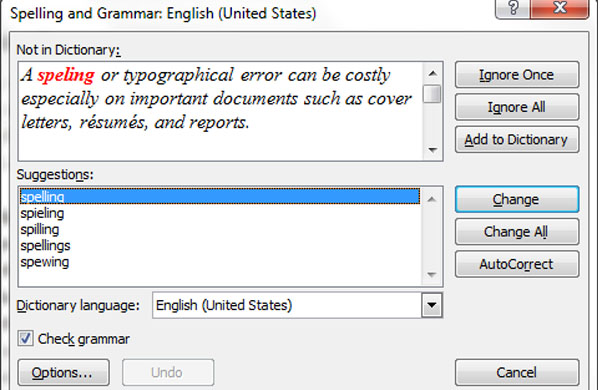 Spelling and Grammar: English (United States)
?
Not in Dictionary:
A speling or typographical error can be costly
especially on important documents such as cover
letters, résumés, and reports.
Ignore Once
Ignore All
Add to Dictionary
Suggestions:
spelling
spieling
spilling
spellings
spewing
Change
Change All
AutoCorrect
Dictionary language: English (United States)
Check grammar
Options... Undo Cancel